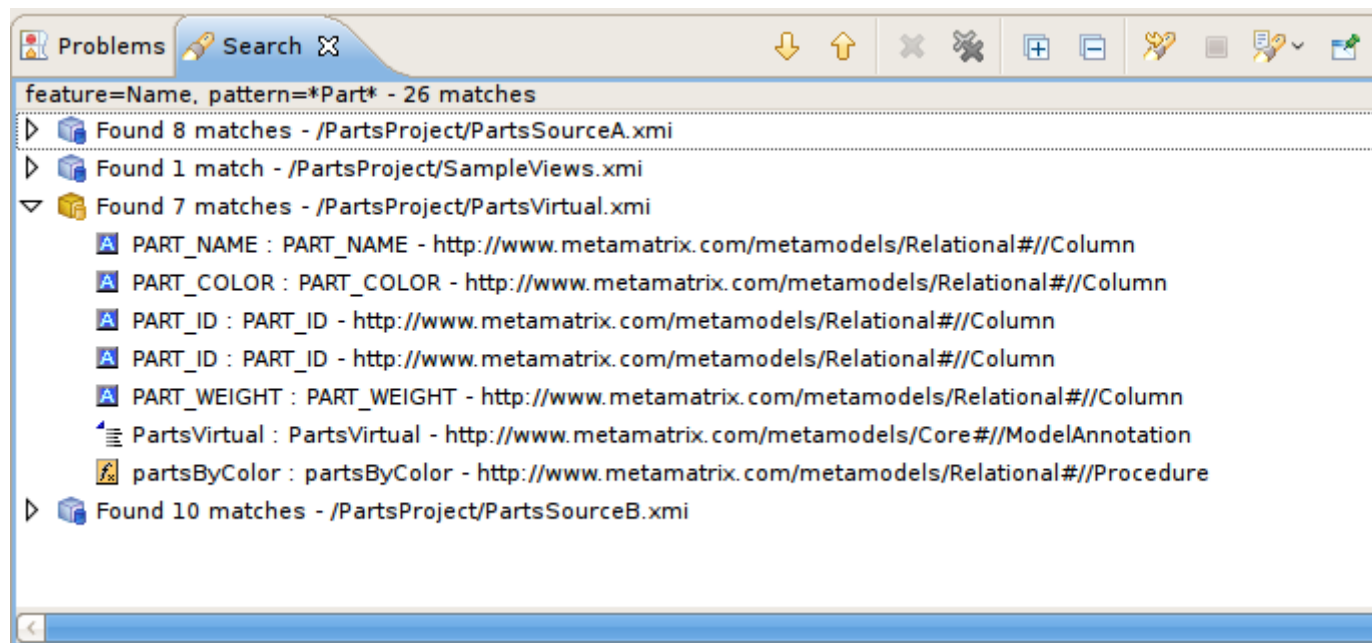 Problems Search
feature=Name, pattern=*Part* - 26 matches
Found 8 matches - /PartsProject/PartsSourceA.xmi
Found 1 match - /PartsProject/SampleViews.xmi
Found 7 matches - /PartsProject/PartsVirtual.xmi
PART_NAME : PART_NAME - http://www.metamatrix.com/metamodels/Relational#//Column
PART_COLOR : PART_COLOR - http://www.metamatrix.com/metamodels/Relational#//Column
PART_ID : PART_ID - http://www.metamatrix.com/metamodels/Relational#//Column
PART_ID : PART_ID - http://www.metamatrix.com/metamodels/Relational#//Column
PART_WEIGHT : PART_WEIGHT - http://www.metamatrix.com/metamodels/Relational#//Column
PartsVirtual : PartsVirtual - http://www.metamatrix.com/metamodels/Core#//ModelAnnotation
partsByColor : partsByColor - http://www.metamatrix.com/metamodels/Relational#//Procedure
Found 10 matches - /PartsProject/PartsSourceB.xmi